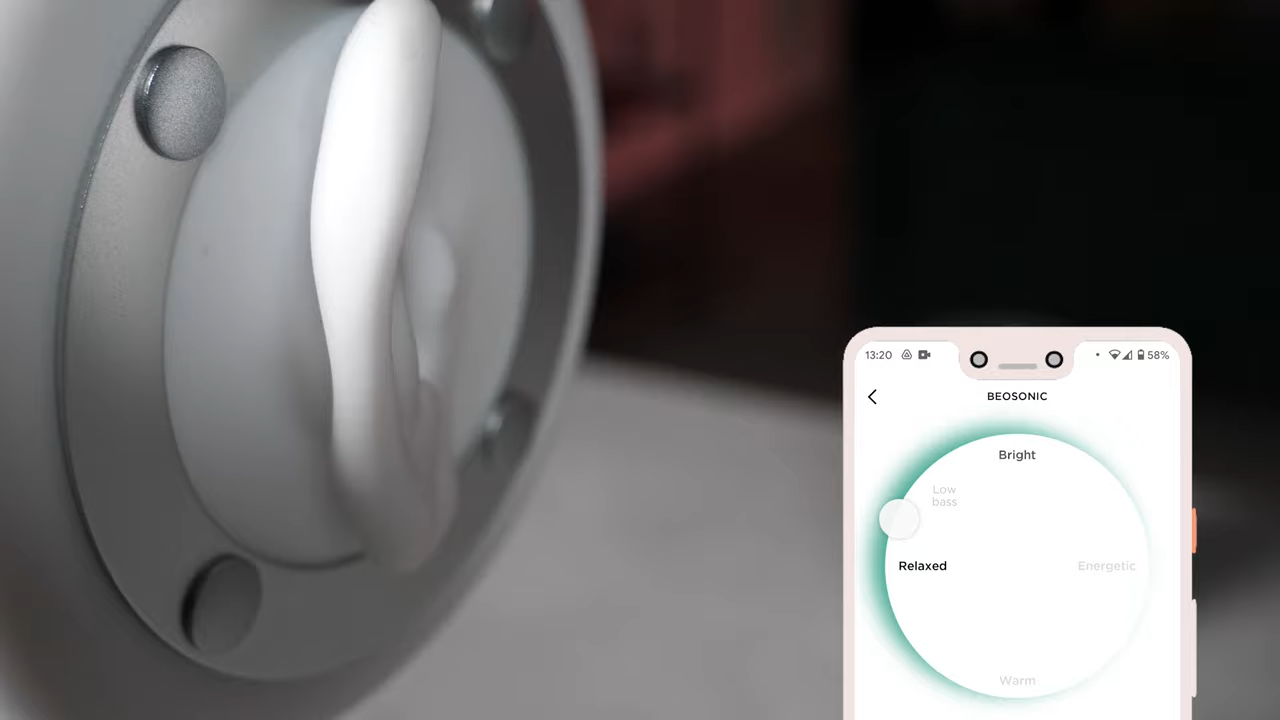 13:20
58%
BEOSONIC
Bright
Low
bass
Relaxed
Energetic
Warm